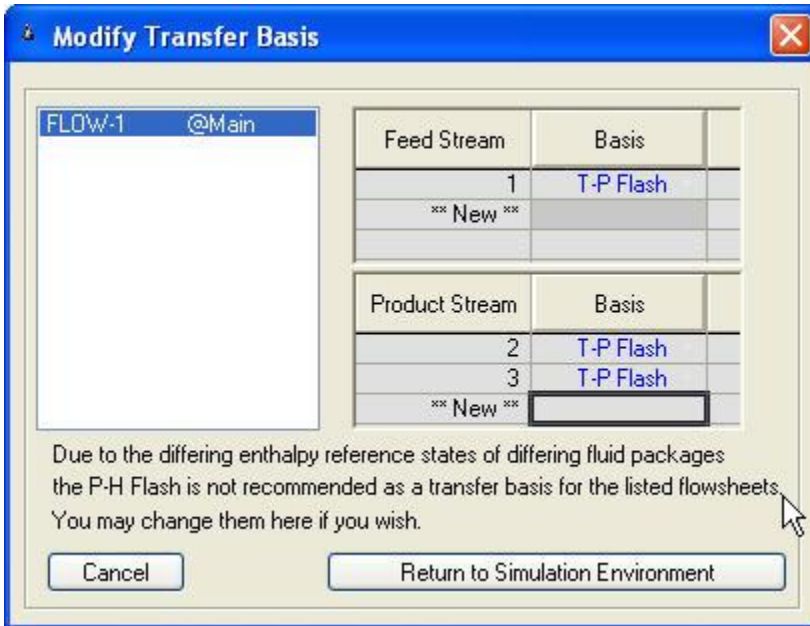 Modify Transfer Basis
FLOW-1 @Main
Feed Stream Basis
1 T-P Flash
** New **
Product Stream Basis
2 T-P Flash
3 T-P Flash
** New **
Due to the differing enthalpy reference states of differing fluid packages
the P-H Flash is not recommended as a transfer basis for the listed flowsheets.
You may change them here if you wish.
Cancel Return to Simulation Environment